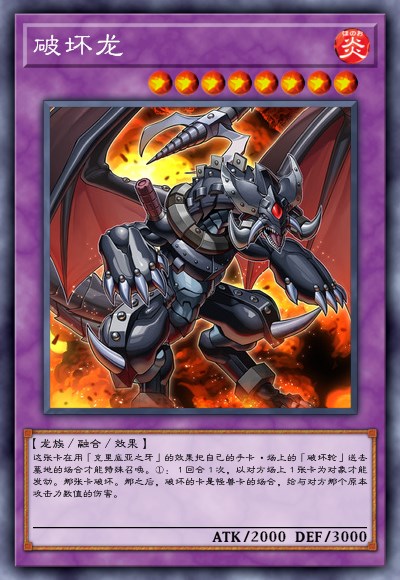 破坏龙
ほのお
炎
【龙族／融合／效果】
这张卡在用「克里底亚之牙」的效果把自己的手卡·场上的「破坏轮」送去
墓地的场合才能特殊召唤。①：1回合1次，以对方场上1张卡为对象才能
发动。那张卡破坏。那之后，破坏的卡是怪兽卡的场合，给与对方那个原本
攻击力数值的伤害。
ATK/2000 DEF/3000